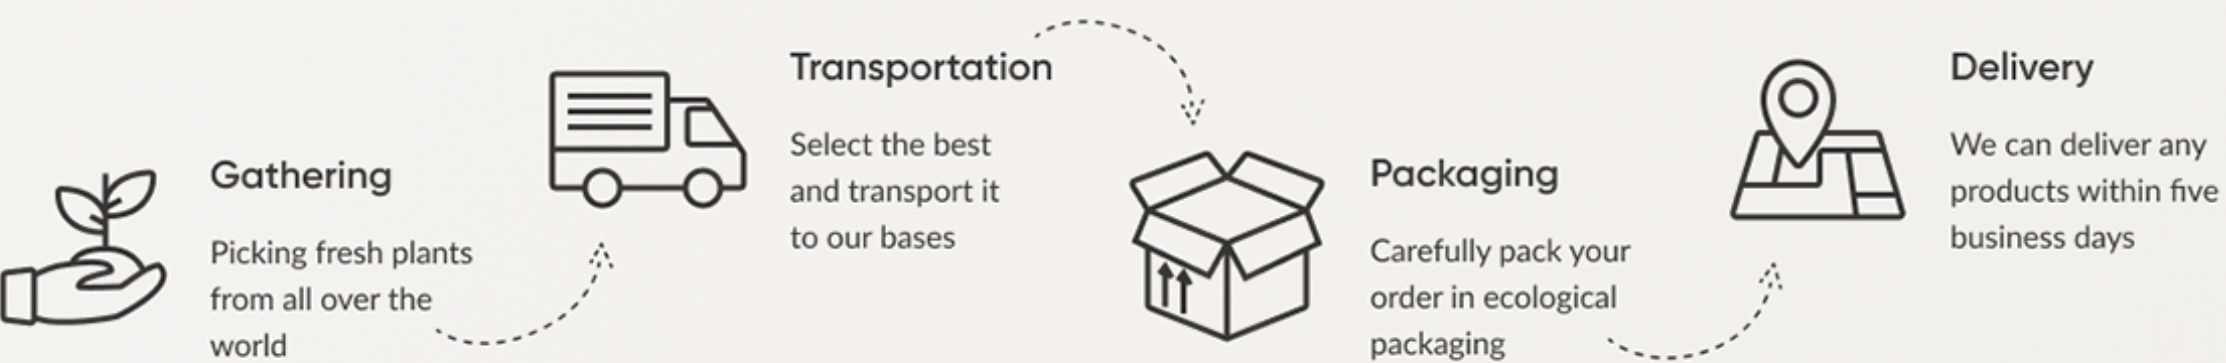 Gathering
Picking fresh plants
from all over the
world
Transportation
Select the best
and transport it
to our bases
Packaging
Carefully pack your
order in ecological
packaging
Delivery
We can deliver any
products within five
business days